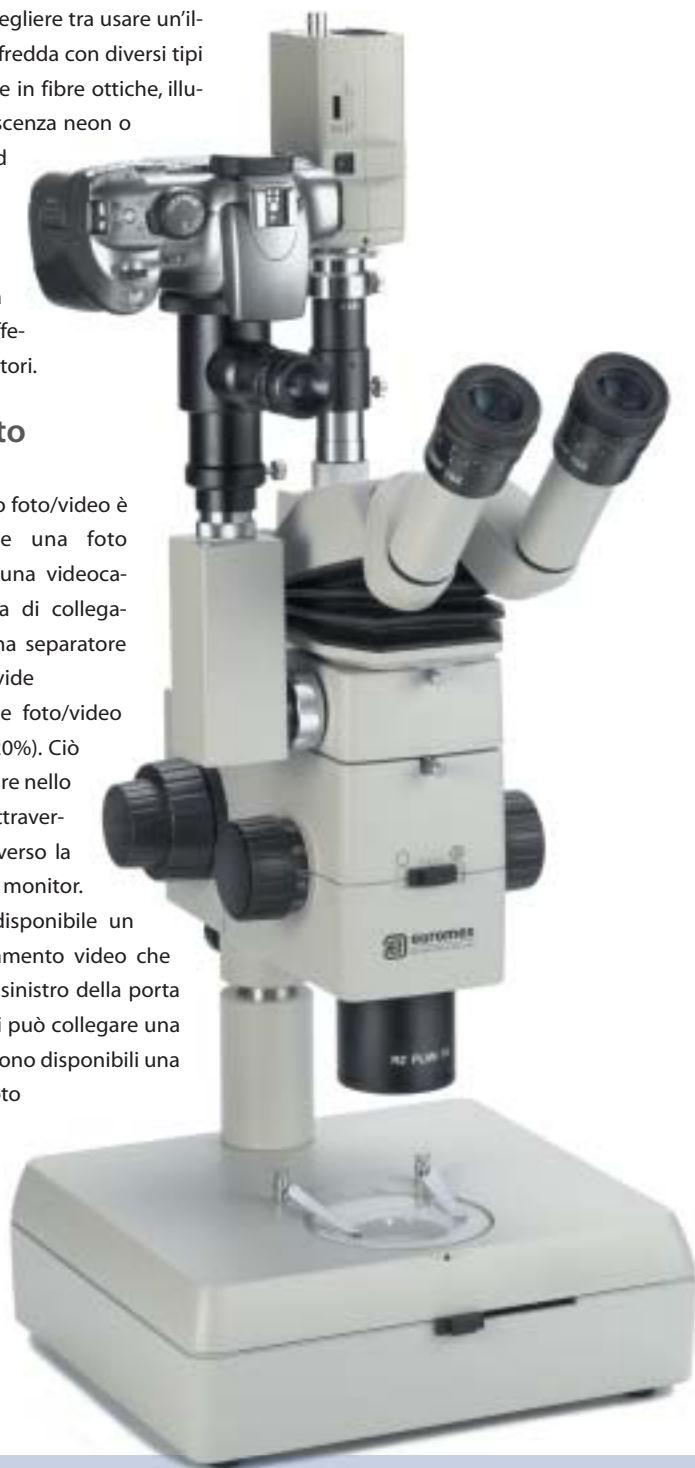 egliere tra usare un'il-
fredda con diversi tipi
e in fibre ottiche, illu-
scenza neon o
d
ffe-
tori.
to
o foto/video è
e una foto
una videoca-
a di collega-
na separatore
vide
e foto/video
20%). Ciò
re nello
ttraver-
verso la
monitor.
disponibile un
amento video che
sinistro della porta
i può collegare una
ono disponibili una
oto
euromex